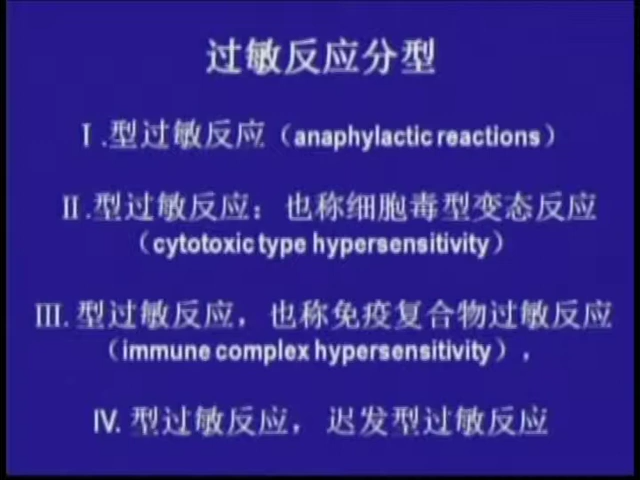 过敏反应分型
Ⅰ.型过敏反应（anaphylactic reactions）
Ⅱ.型过敏反应：也称细胞毒型变态反应
（cytotoxic type hypersensitivity）
Ⅲ.型过敏反应，也称免疫复合物过敏反应
（immune complex hypersensitivity），
Ⅳ.型过敏反应，迟发型过敏反应